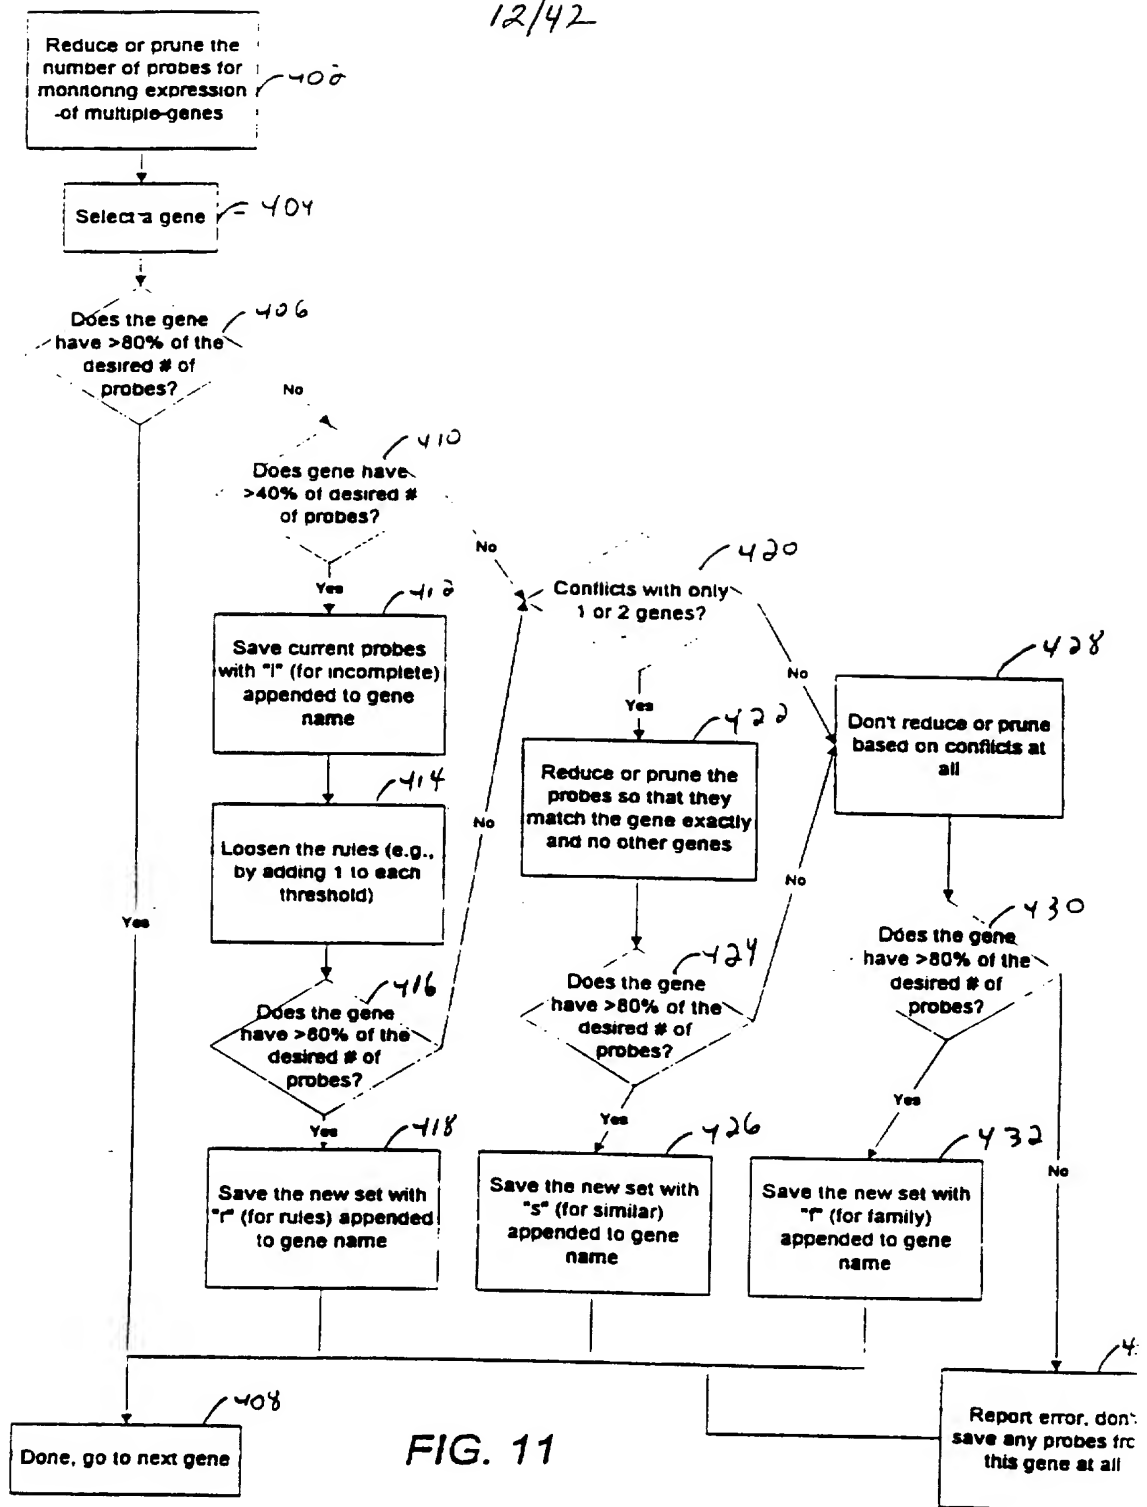 12/42
Reduce or prune the
number of probes for
monitoring expression
of multiple genes
402
Select a gene
404
Does the gene
have >80% of the
desired # of
probes?
406
No
Does gene have
>40% of desired #
of probes?
410
No
Yes
Conflicts with only
1 or 2 genes?
420
Save current probes
with "I" (for incomplete)
appended to gene
name
412
No
Yes
Don't reduce or prune
based on conflicts at
all
428
Reduce or prune the
probes so that they
match the gene exactly
and no other genes
422
Loosen the rules (e.g.,
by adding 1 to each
threshold)
414
No
No
Yes
Does the gene
have >80% of the
desired # of
probes?
430
Does the gene
have >80% of the
desired # of
probes?
424
Does the gene
have >80% of the
desired # of
probes?
416
Yes
Yes
Yes
No
Save the new set with
"r" (for rules) appended
to gene name
418
Save the new set with
"s" (for similar)
appended to gene
name
426
Save the new set with
"f" (for family)
appended to gene
name
432
Done, go to next gene
408
FIG. 11
Report error, don't
save any probes
this gene at all